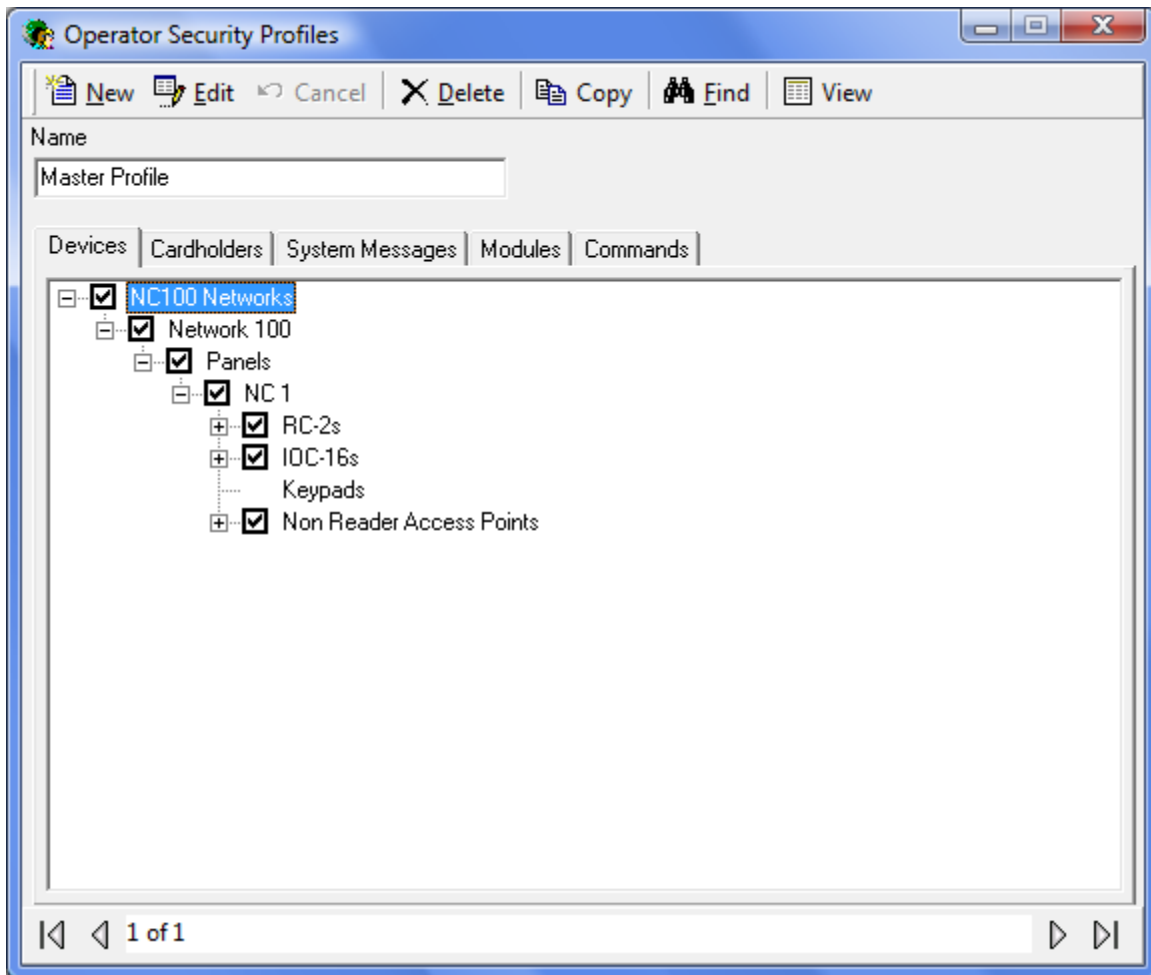 Operator Security Profiles
New Edit Cancel Delete Copy Find View
Name
Master Profile
Devices Cardholders System Messages Modules Commands
NC100 Networks
Network 100
Panels
NC 1
RC-2s
IOC-16s
Keypads
Non Reader Access Points
1 of 1